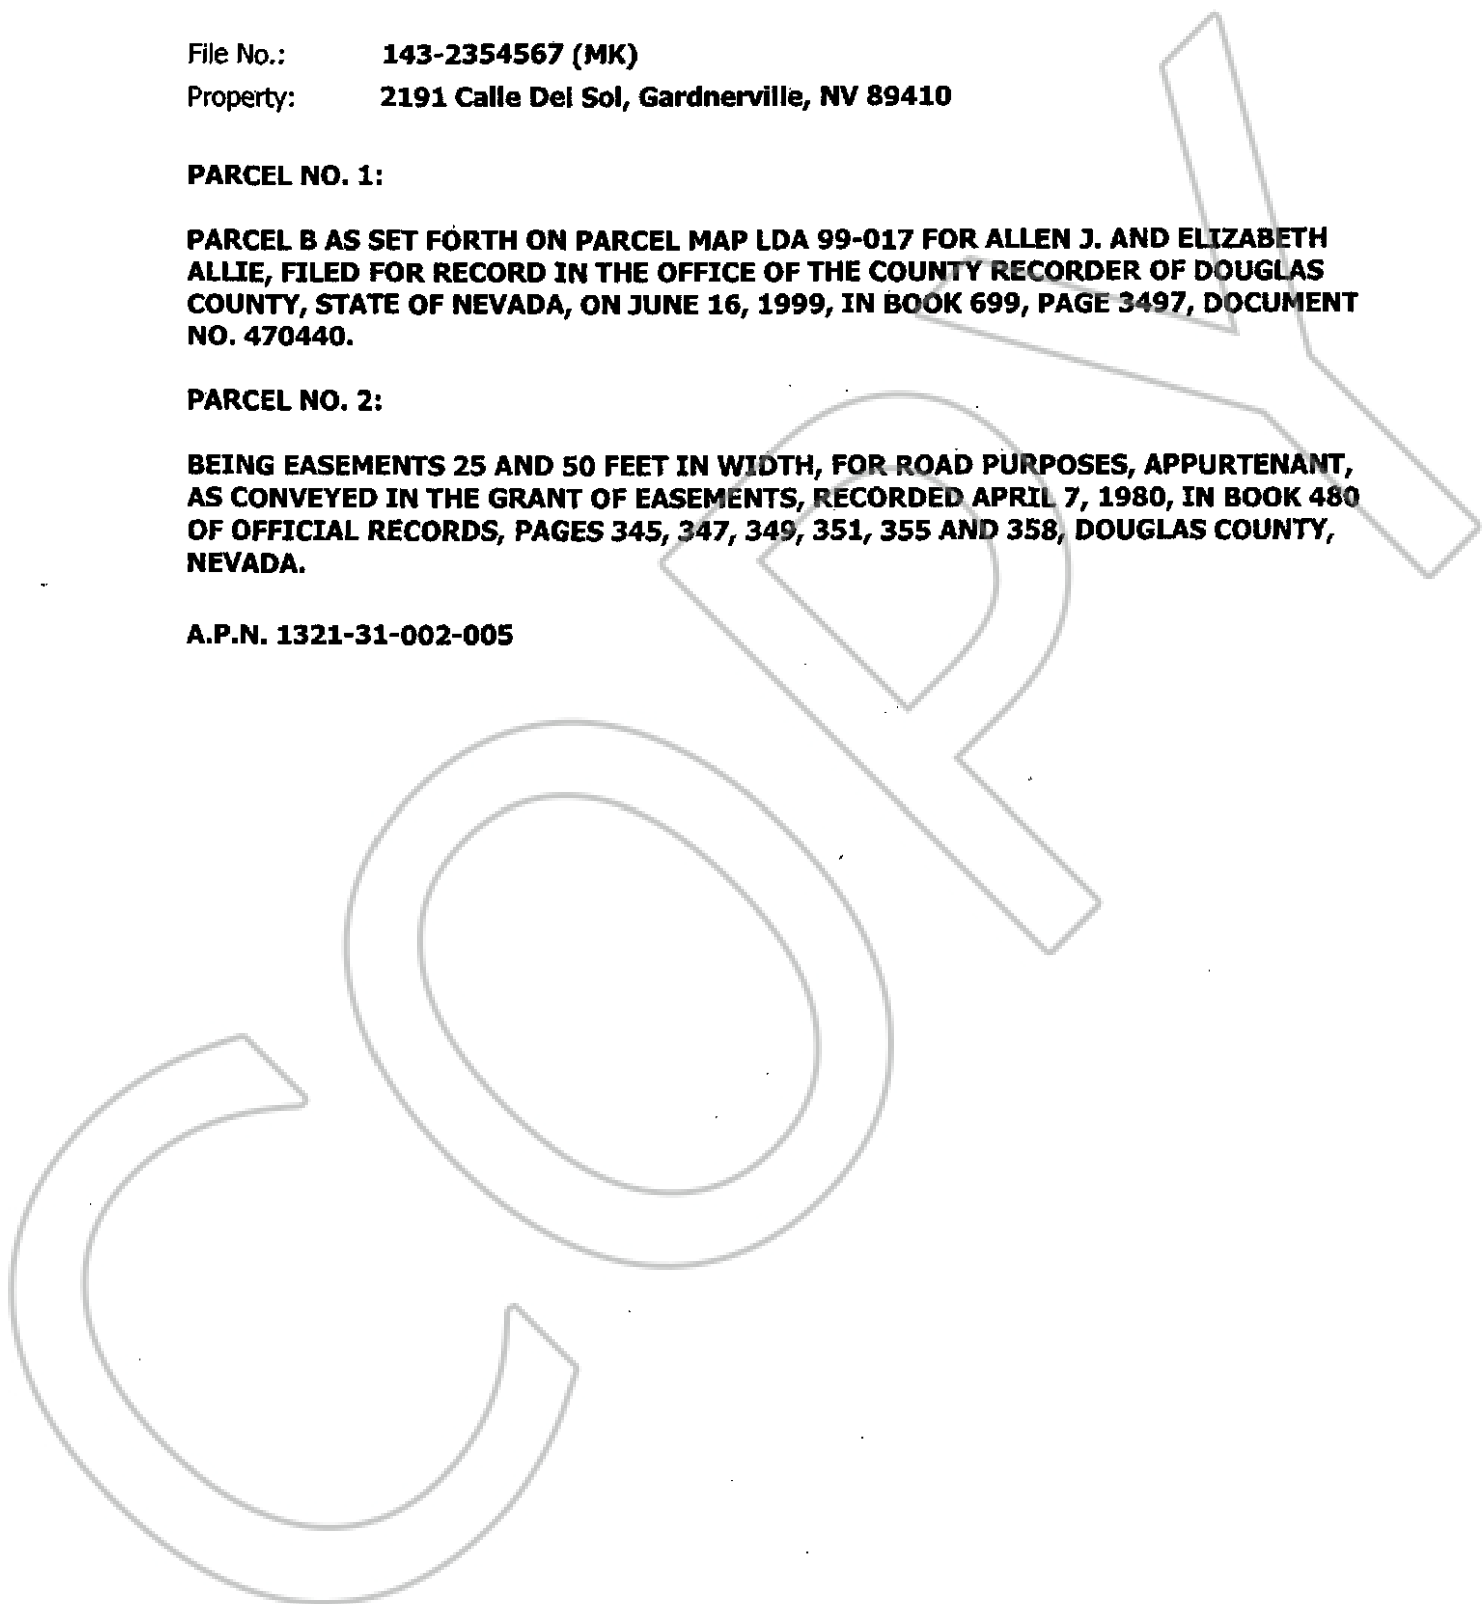 File No.: 143-2354567 (MK)
Property: 2191 Calle Del Sol, Gardnerville, NV 89410
PARCEL NO. 1:
PARCEL B AS SET FORTH ON PARCEL MAP LDA 99-017 FOR ALLEN J. AND ELIZABETH
ALLIE, FILED FOR RECORD IN THE OFFICE OF THE COUNTY RECORDER OF DOUGLAS
COUNTY, STATE OF NEVADA, ON JUNE 16, 1999, IN BOOK 699, PAGE 3497, DOCUMENT
NO. 470440.
PARCEL NO. 2:
BEING EASEMENTS 25 AND 50 FEET IN WIDTH, FOR ROAD PURPOSES, APPURTENANT,
AS CONVEYED IN THE GRANT OF EASEMENTS, RECORDED APRIL 7, 1980, IN BOOK 480
OF OFFICIAL RECORDS, PAGES 345, 347, 349, 351, 355 AND 358, DOUGLAS COUNTY,
NEVADA.
A.P.N. 1321-31-002-005
COPY